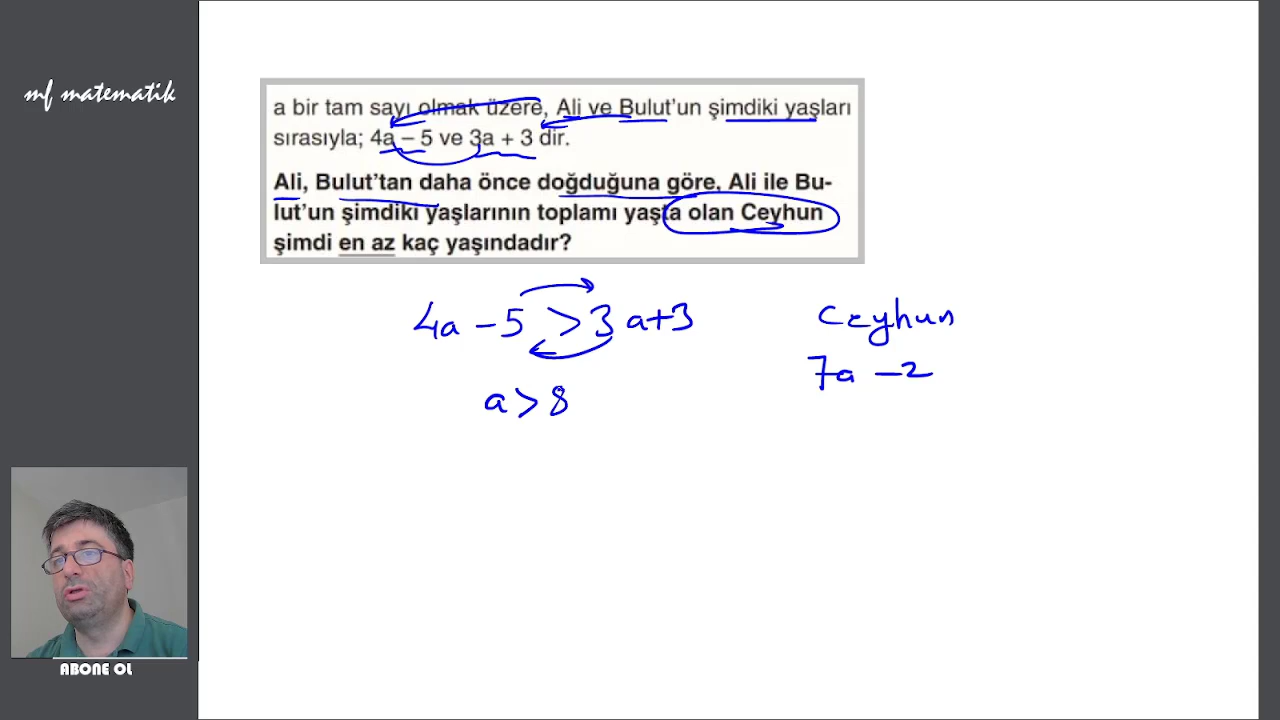 mf matematik
a bir tam sayı olmak üzere, Ali ve Bulut'un şimdiki yaşları
sırasıyla; 4a – 5 ve 3a + 3 dir.
Ali, Bulut'tan daha önce doğduğuna göre, Ali ile Bu-
lut'un şimdiki yaşlarının toplamı yaşta olan Ceyhun
şimdi en az kaç yaşındadır?
4a – 5 > 3a+3
a > 8
Ceyhun
7a – 2
ABONE OL